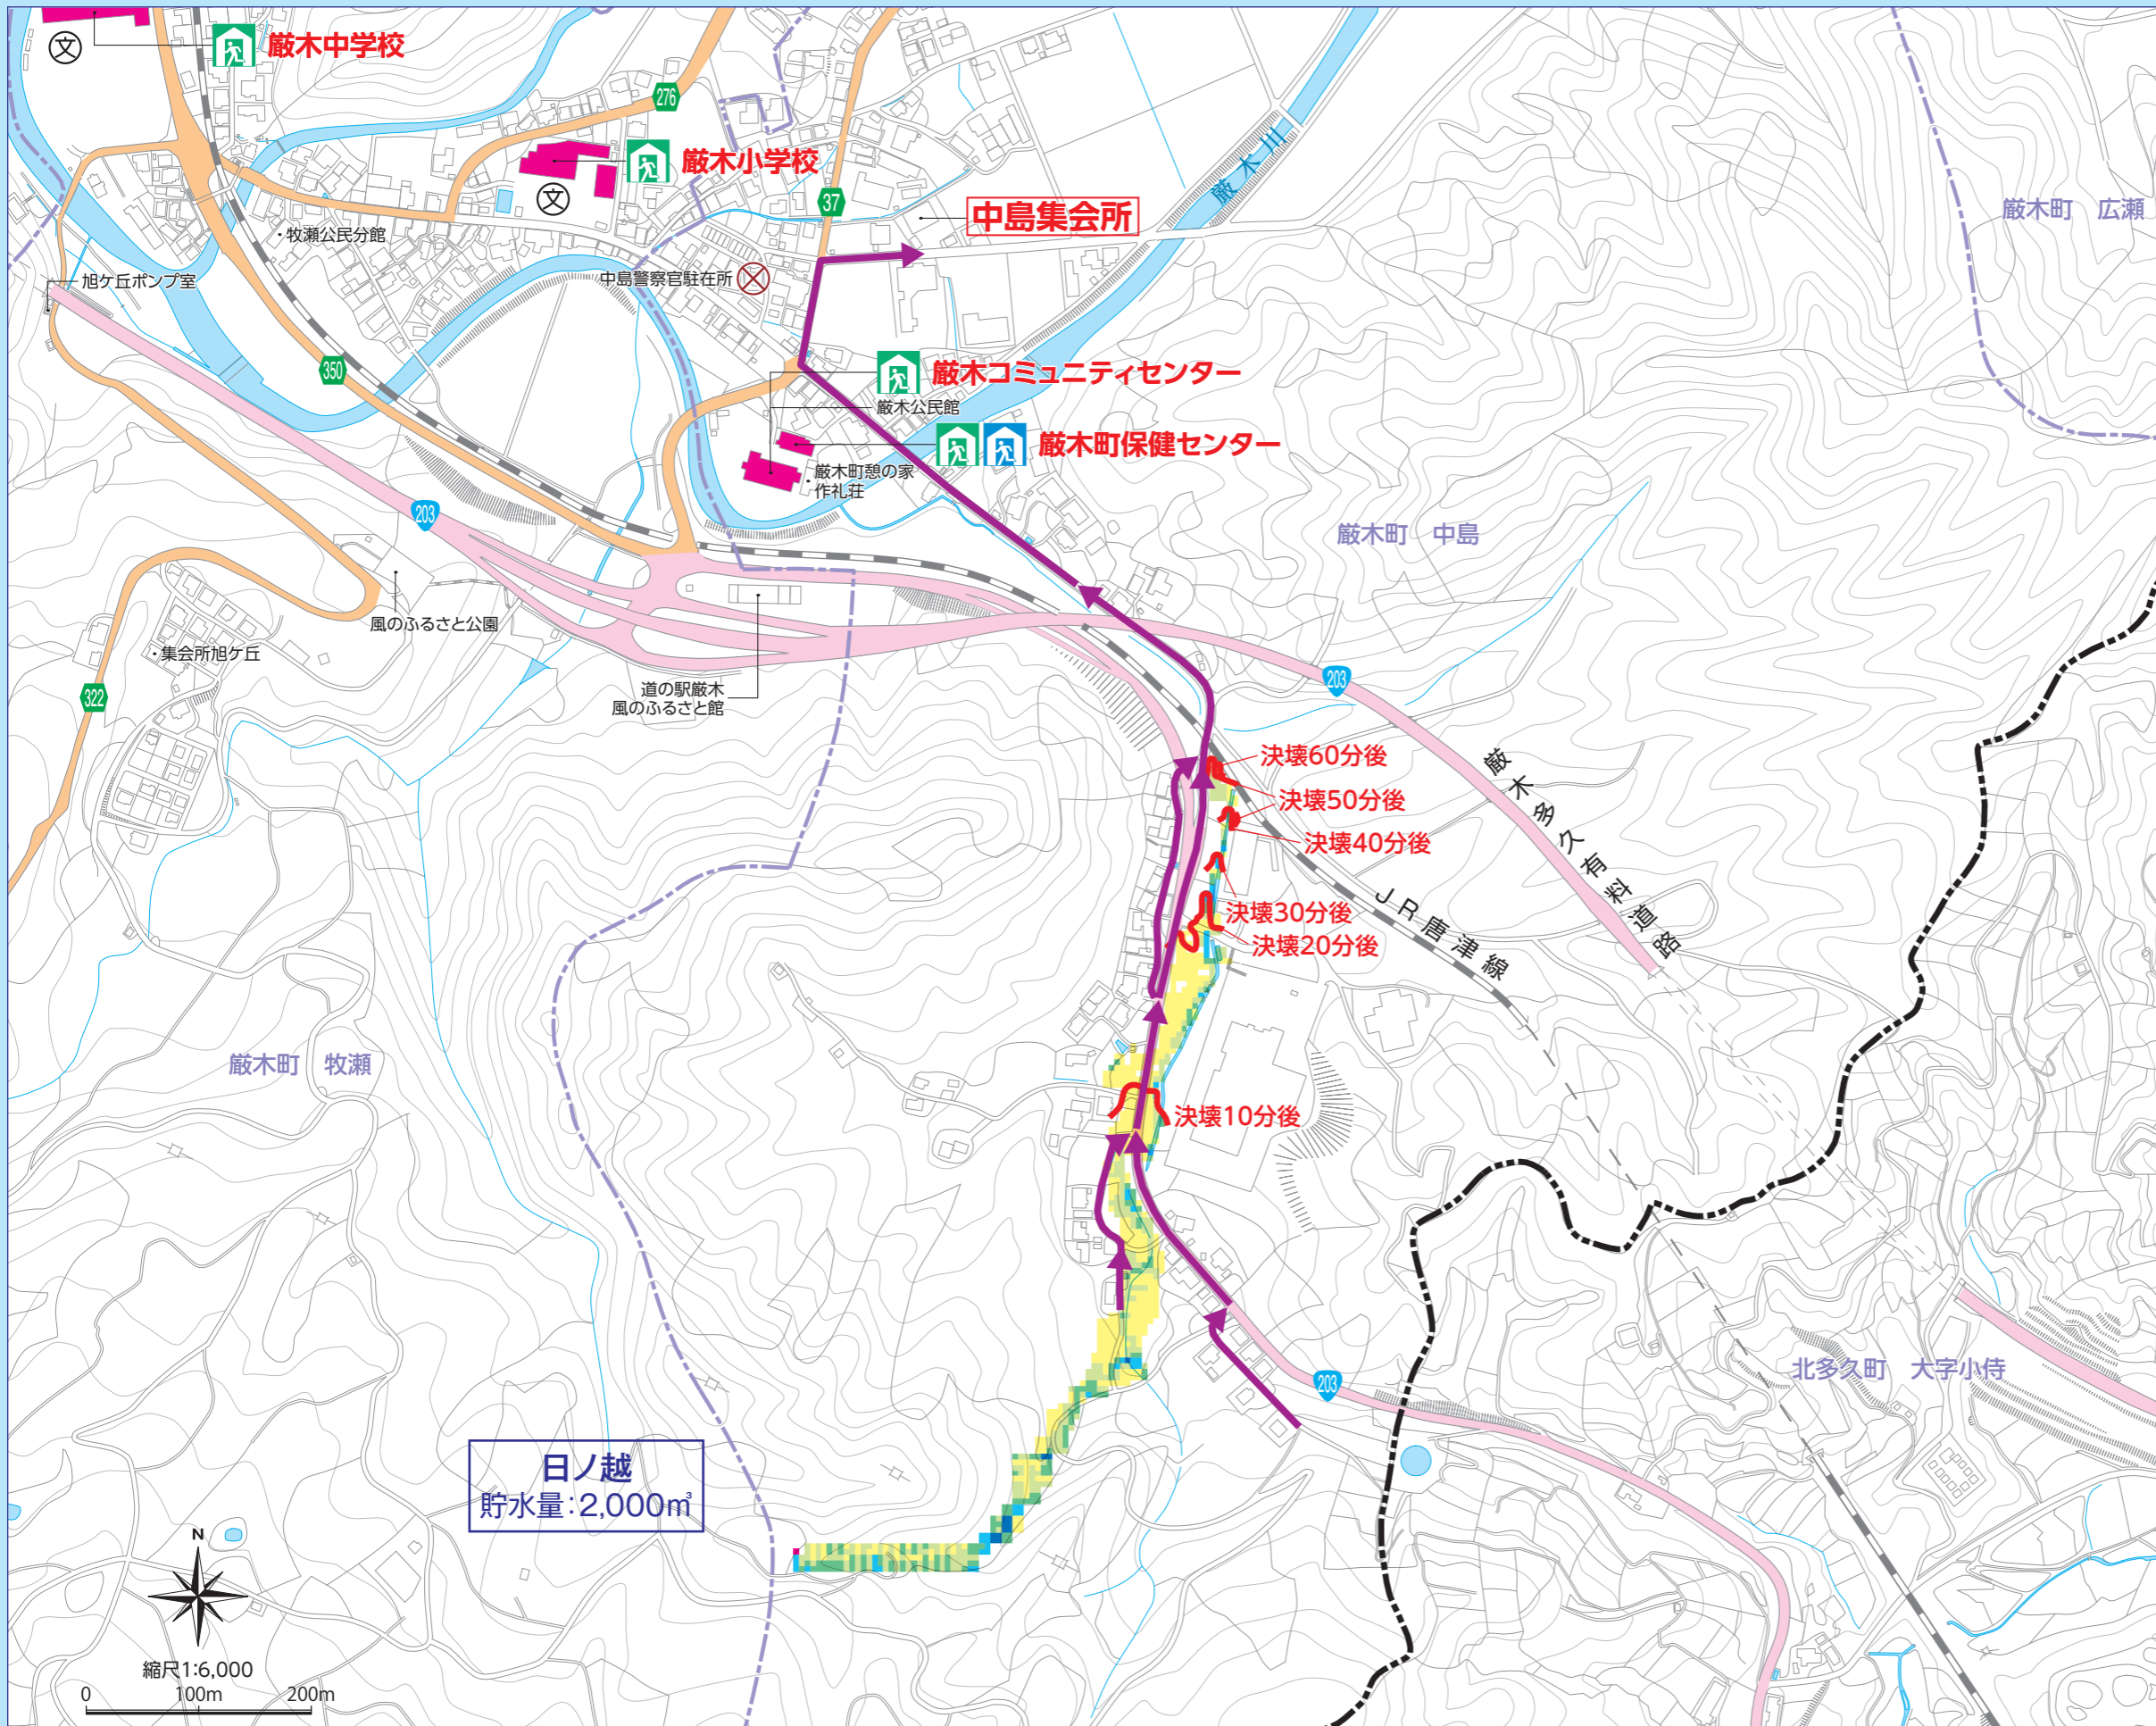 文
厳木中学校
276
厳木小学校
文
37
中島集会所
厳木川
厳木町 広瀬
・牧瀬公民分館
旭ケ丘ポンプ室
中島警察官駐在所
350
厳木コミュニティセンター
厳木公民館
厳木町保健センター
・厳木町憩の家
作礼荘
203
厳木町 中島
風のふるさと公園
・集会所旭ケ丘
322
道の駅厳木
風のふるさと館
203
決壊60分後
決壊50分後
決壊40分後
厳木多久有料道路
JR唐津線
決壊30分後
決壊20分後
厳木町 牧瀬
決壊10分後
203
北多久町 大字小侍
日ノ越
貯水量:2,000㎥
N
縮尺1:6,000
0 100m 200m